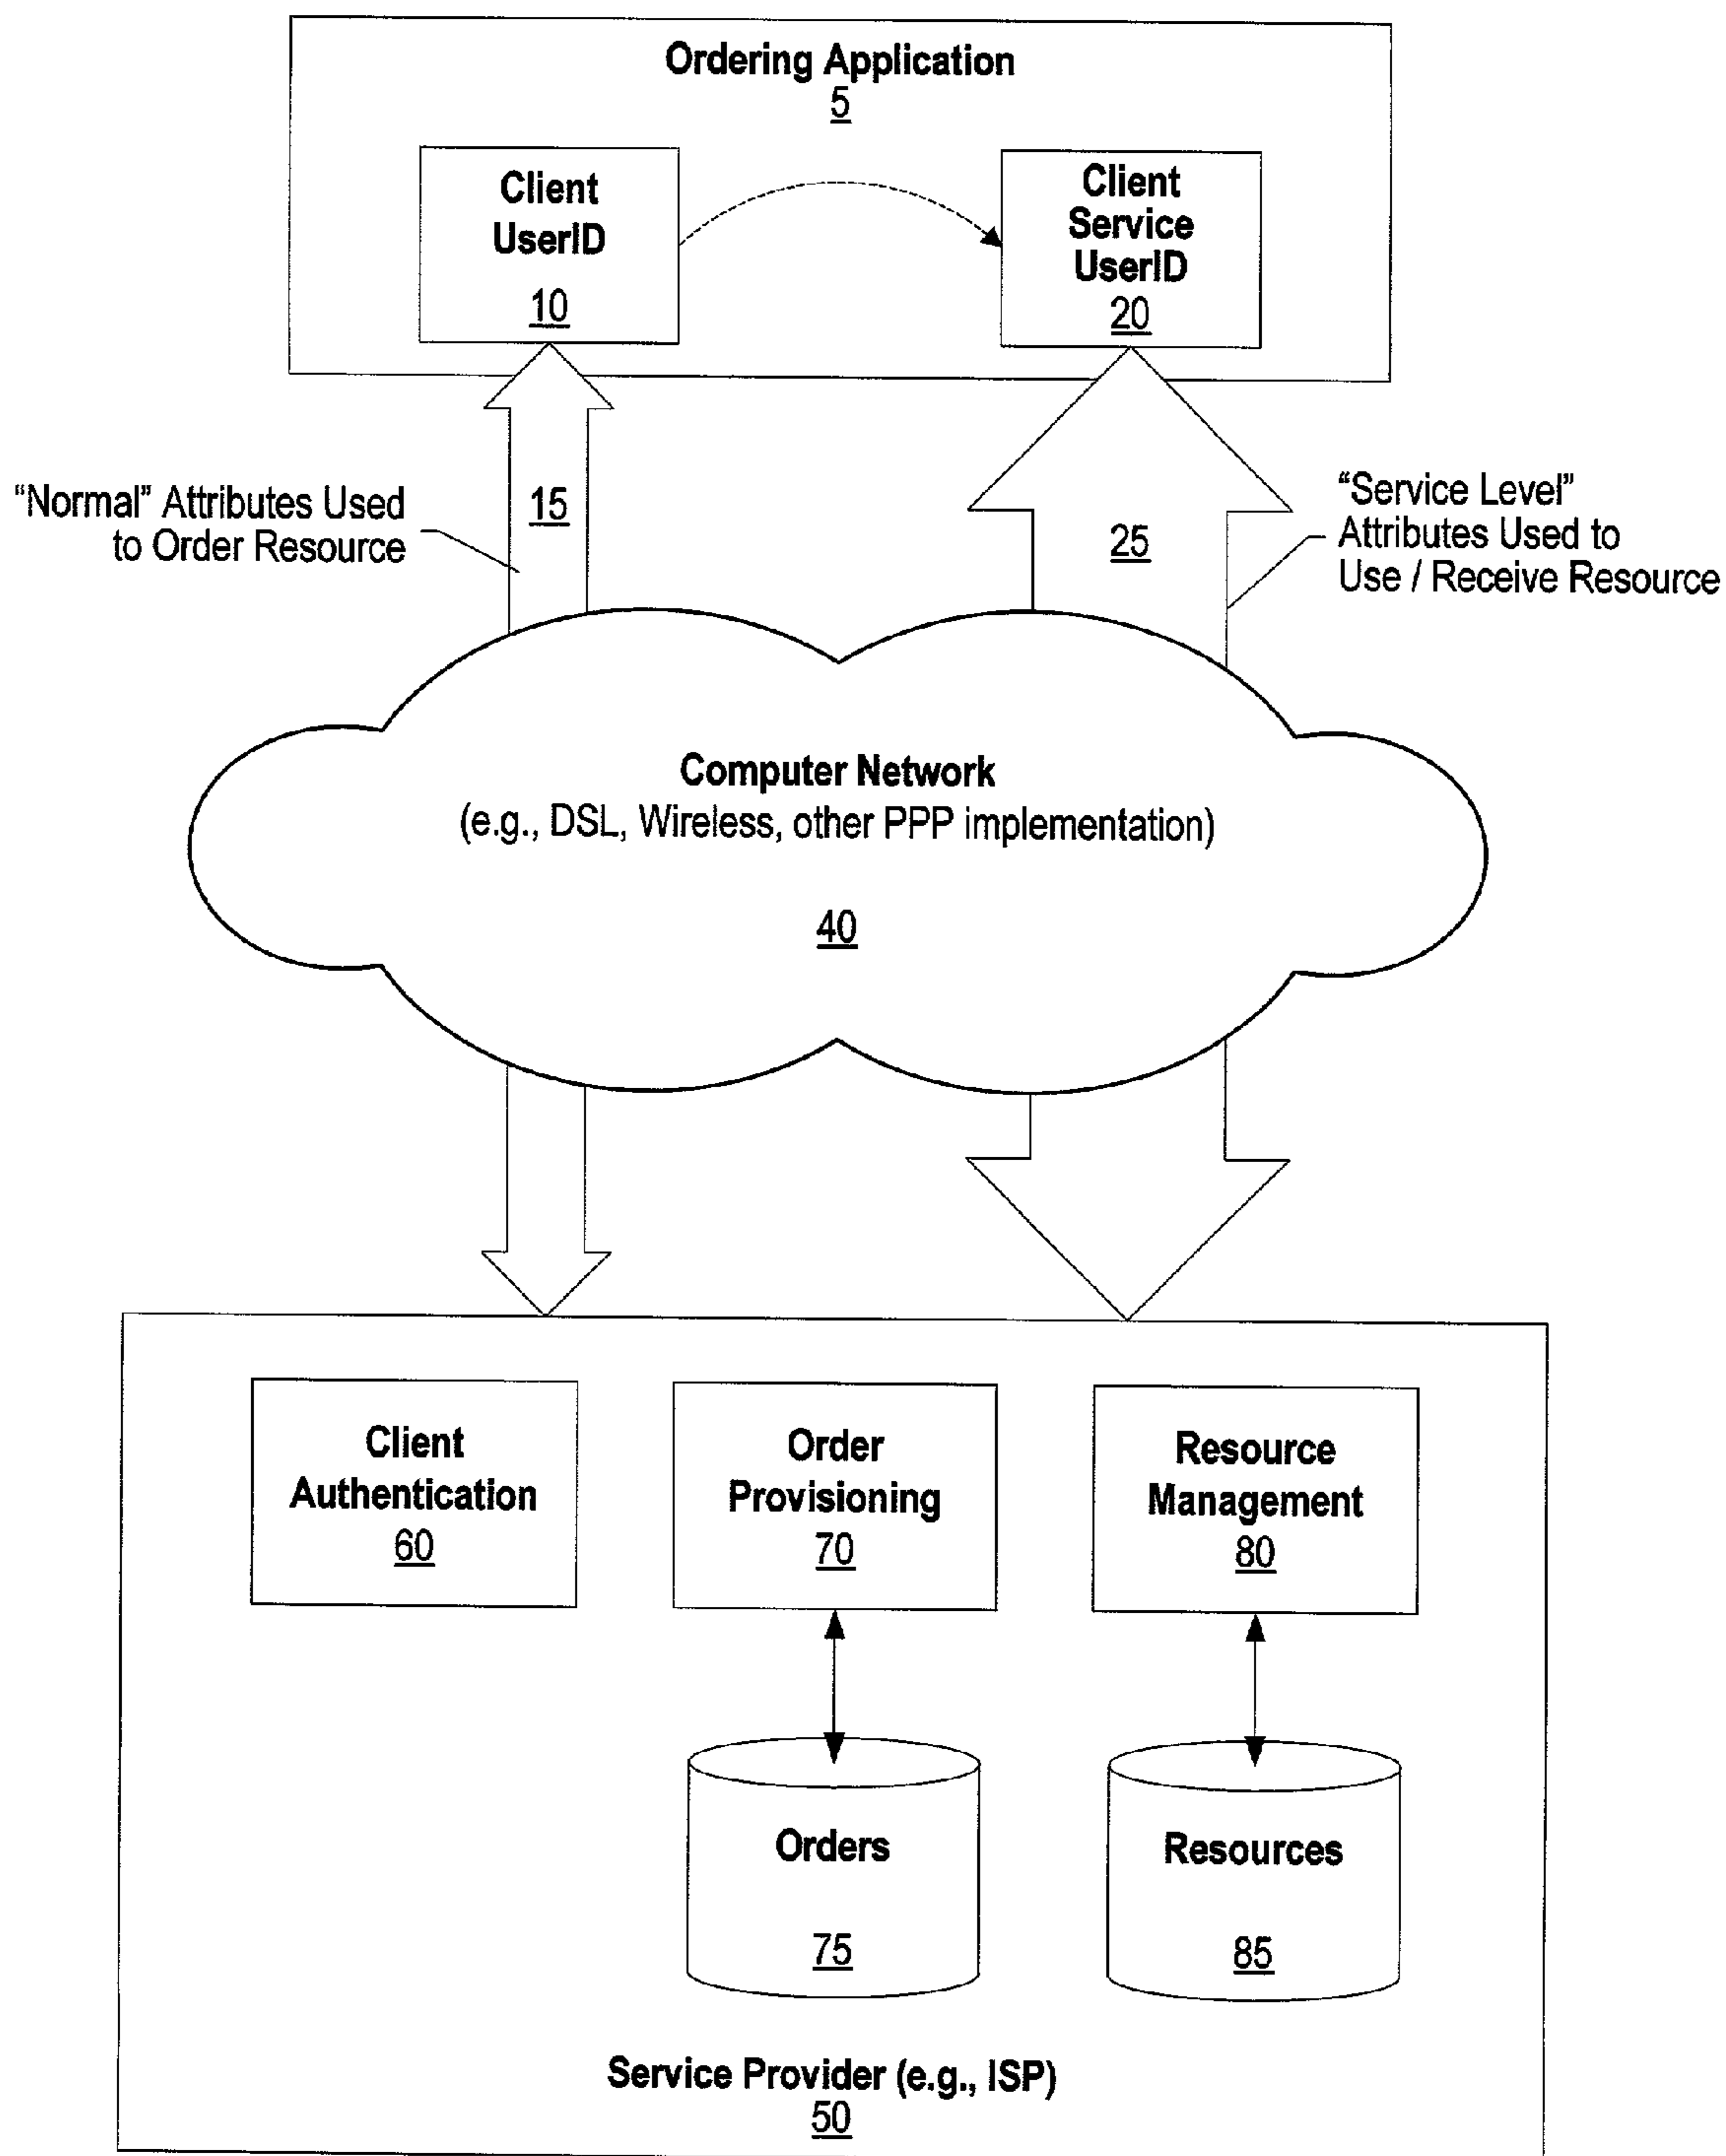 Ordering Application
5
Client
UserID
10
Client
Service
UserID
20
“Normal” Attributes Used
to Order Resource
15
25
“Service Level”
Attributes Used to
Use / Receive Resource
Computer Network
(e.g., DSL, Wireless, other PPP implementation)
40
Client
Authentication
60
Order
Provisioning
70
Resource
Management
80
Orders
75
Resources
85
Service Provider (e.g., ISP)
50